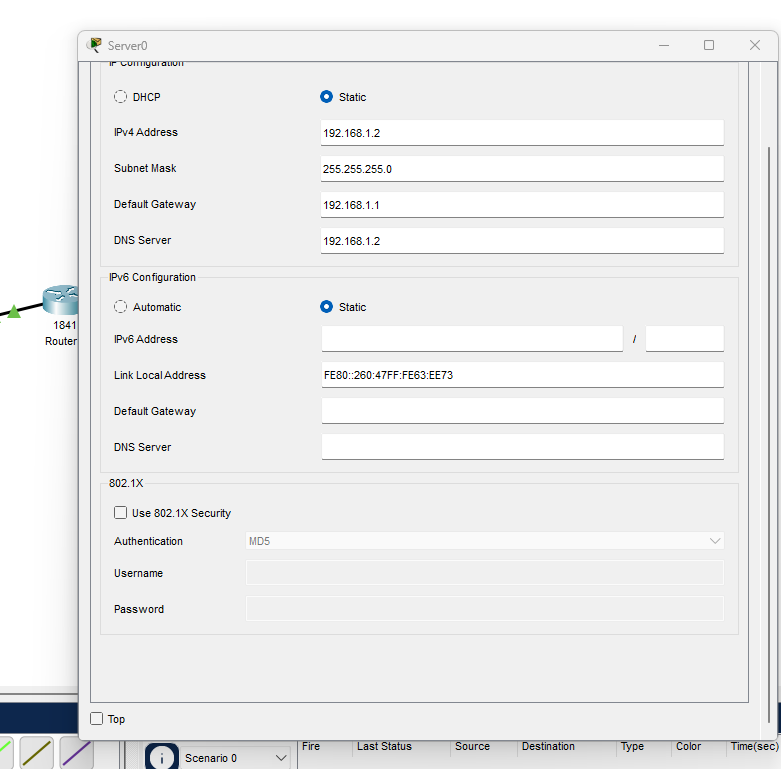 Server0
IP Configuration
DHCP
Static
IPv4 Address
192.168.1.2
Subnet Mask
255.255.255.0
Default Gateway
192.168.1.1
DNS Server
192.168.1.2
IPv6 Configuration
Automatic
Static
IPv6 Address
/
Link Local Address
FE80::260:47FF:FE63:EE73
Default Gateway
DNS Server
802.1X
Use 802.1X Security
Authentication
MD5
Username
Password
Top
1841
Router
Scenario 0
Fire
Last Status
Source
Destination
Type
Color
Time(sec)